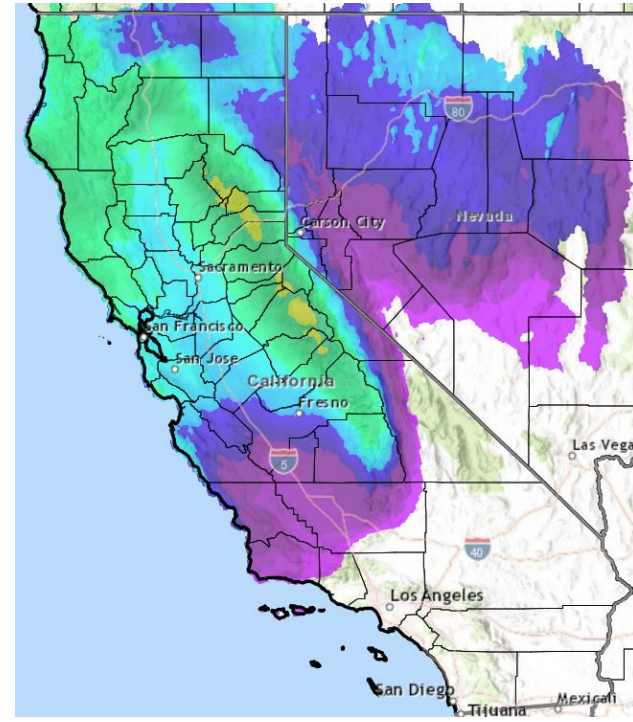 80
Nevada
Carson City
Sacramento
San Francisco
San Jose
California
Fresno
5
Las Vega
40
Los Angeles
San Diego
Tijuana
Mexicali